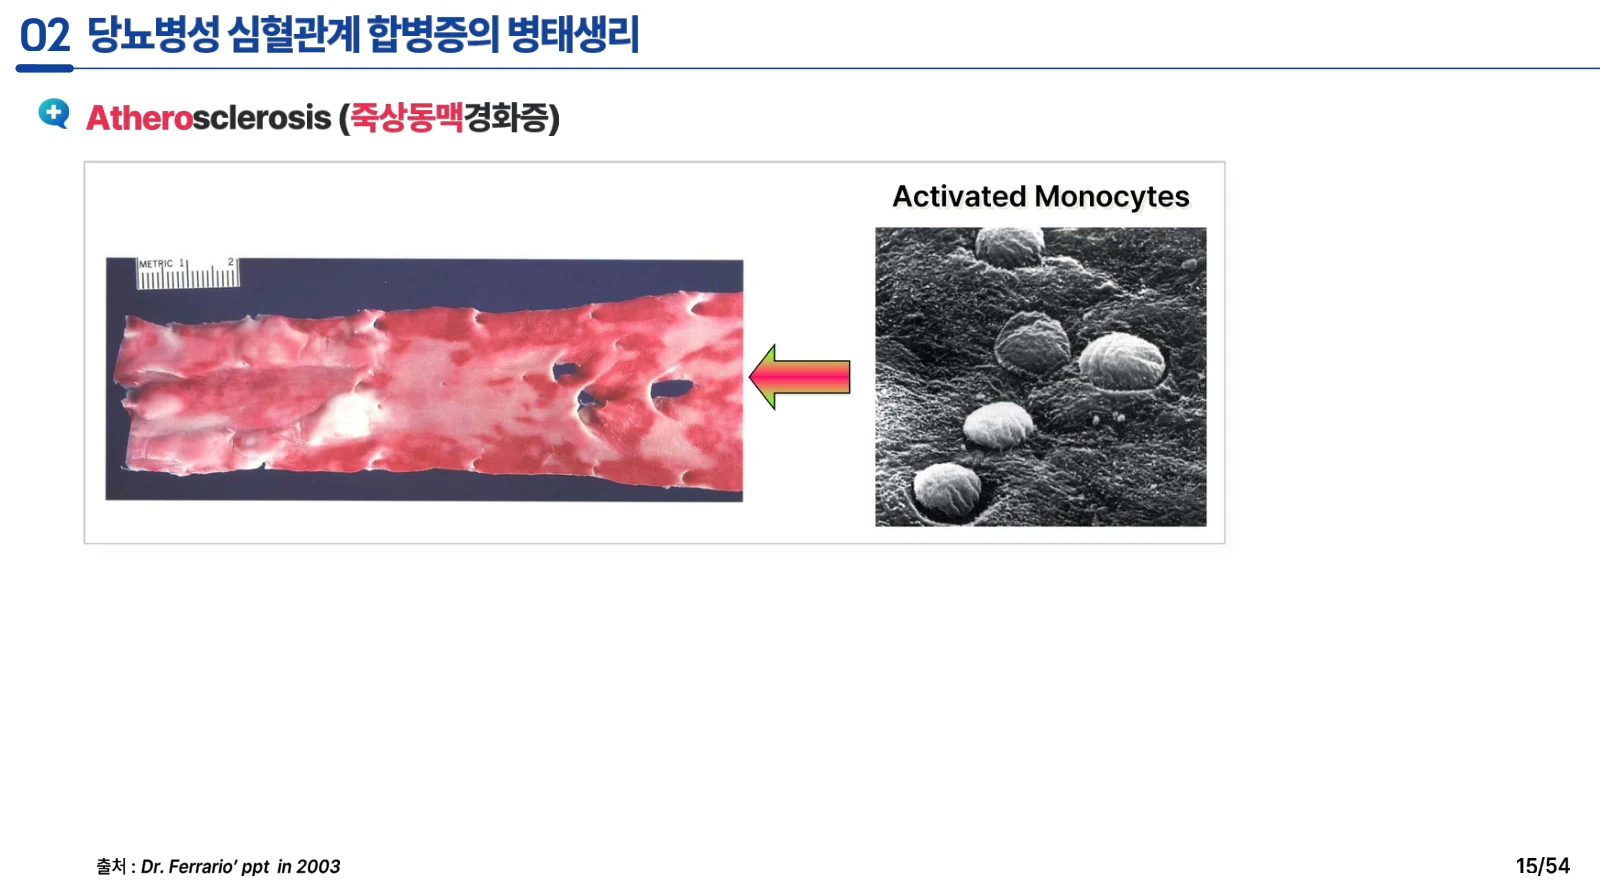 02 당뇨병성 심혈관계 합병증의 병태생리
Atherosclerosis (죽상동맥경화증)
Activated Monocytes
METRIC 1 2
출처 : Dr. Ferrario’ ppt in 2003
15/54